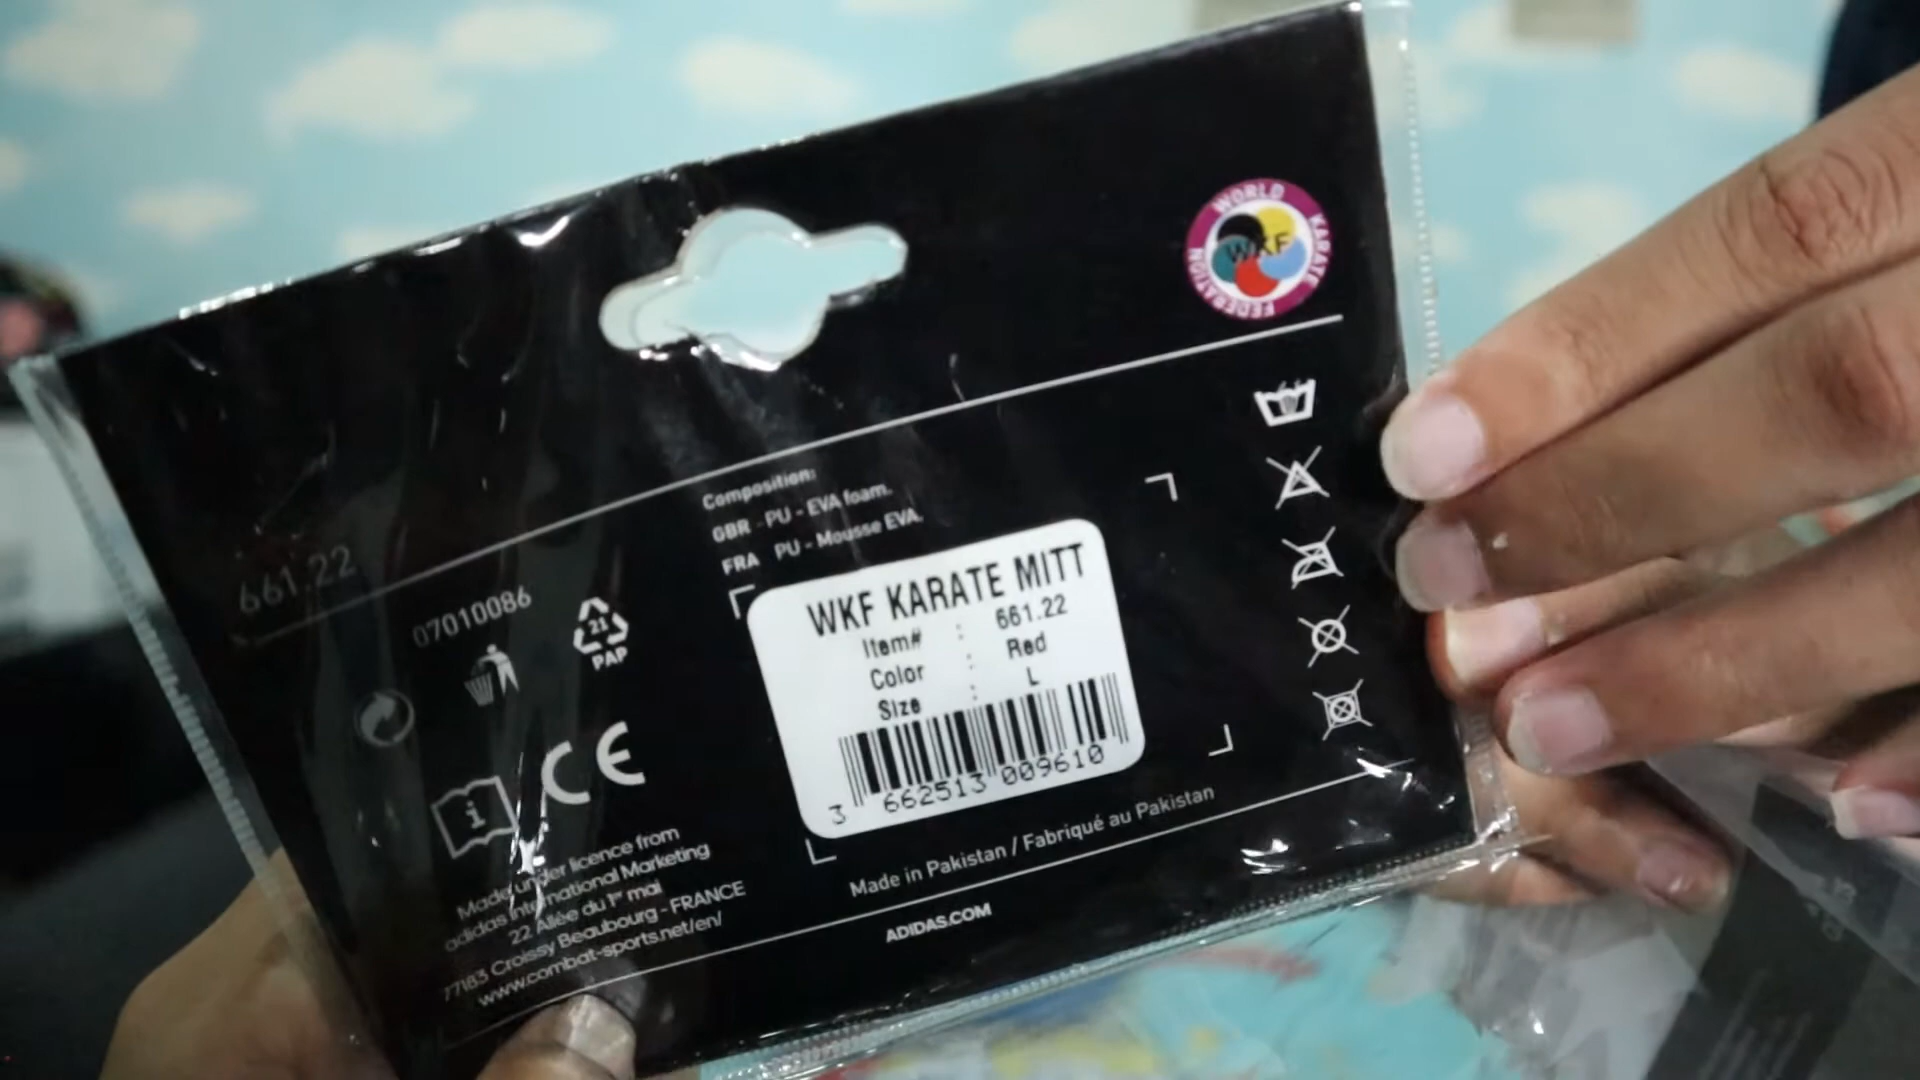 WORLD KARATE FEDERATION
WKF
661.22
Composition:
GBR - PU - EVA foam.
FRA PU - Mousse EVA.
07010086
21
PAP
WKF KARATE MITT
Item# : 661.22
Color : Red
Size : L
3 662513 009610
CE
i
Made under licence from
adidas International Marketing
22 Allée du 1er mai
77183 Croissy Beaubourg - FRANCE
www.combat-sports.net/en/
Made in Pakistan / Fabriqué au Pakistan
ADIDAS.COM